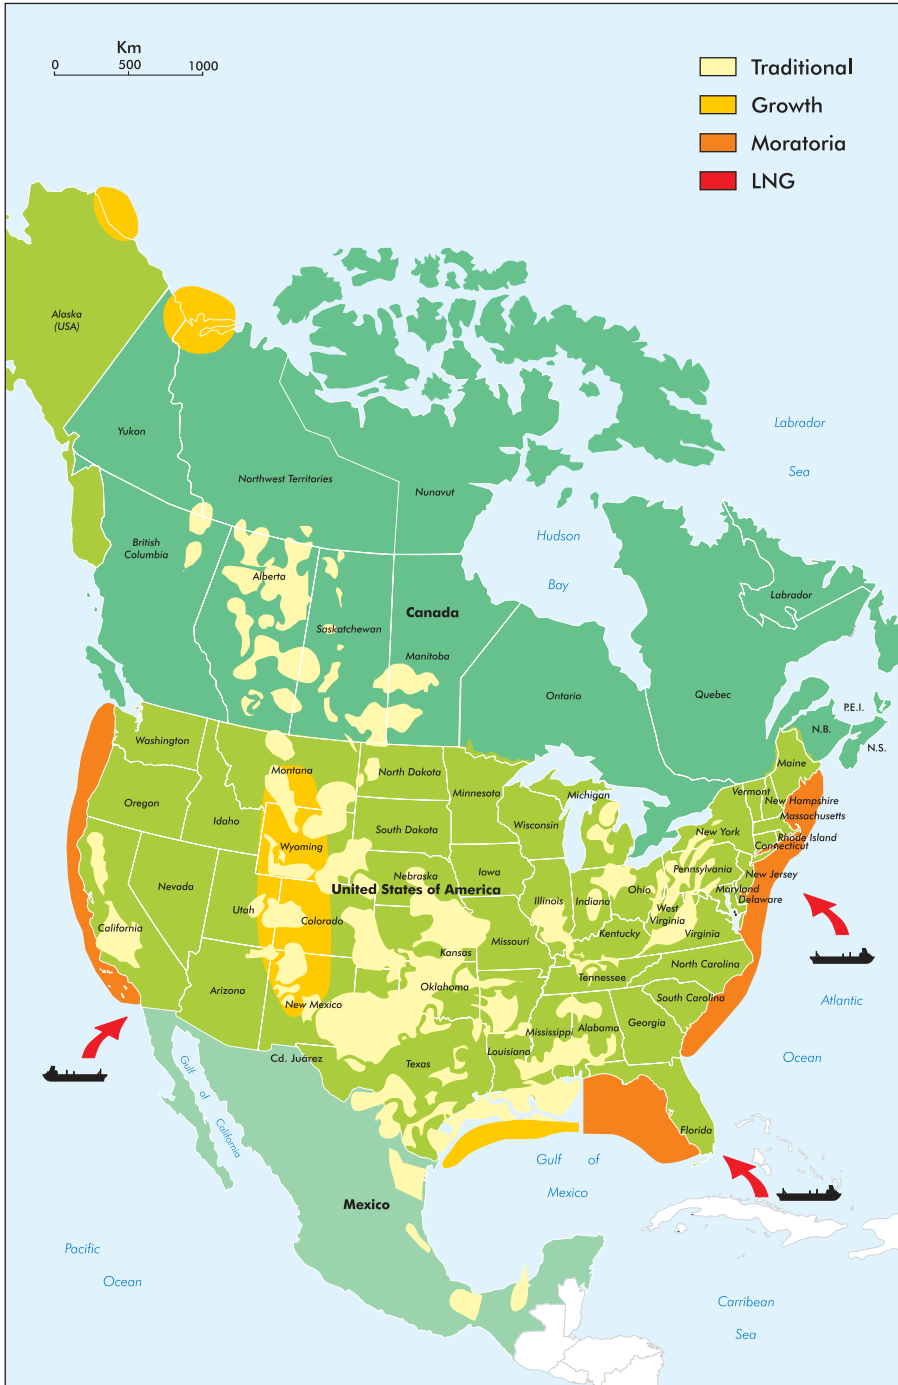 Km
0 500 1000
Traditional
Growth
Moratoria
LNG
Alaska
(USA)
Yukon
Northwest Territories
Nunavut
Labrador
Sea
Hudson
Bay
British
Columbia
Alberta
Saskatchewan
Canada
Manitoba
Ontario
Quebec
Labrador
P.E.I.
N.B.
N.S.
Washington
Montana
North Dakota
Minnesota
Michigan
Maine
Vermont
New Hampshire
Massachusetts
Oregon
Idaho
Wyoming
South Dakota
Wisconsin
New York
Rhode Island
Connecticut
Nevada
Nebraska
Iowa
Pennsylvania
New Jersey
United States of America
Ohio
Maryland
Delaware
Utah
Colorado
Illinois
Indiana
West
Virginia
Virginia
California
Kansas
Missouri
Kentucky
Arizona
New Mexico
Oklahoma
Tennessee
North Carolina
South Carolina
Mississippi
Alabama
Georgia
Atlantic
Ocean
Cd. Juárez
Texas
Louisiana
Florida
Gulf
of
California
Gulf of
Mexico
Mexico
Pacific
Ocean
Carribean
Sea